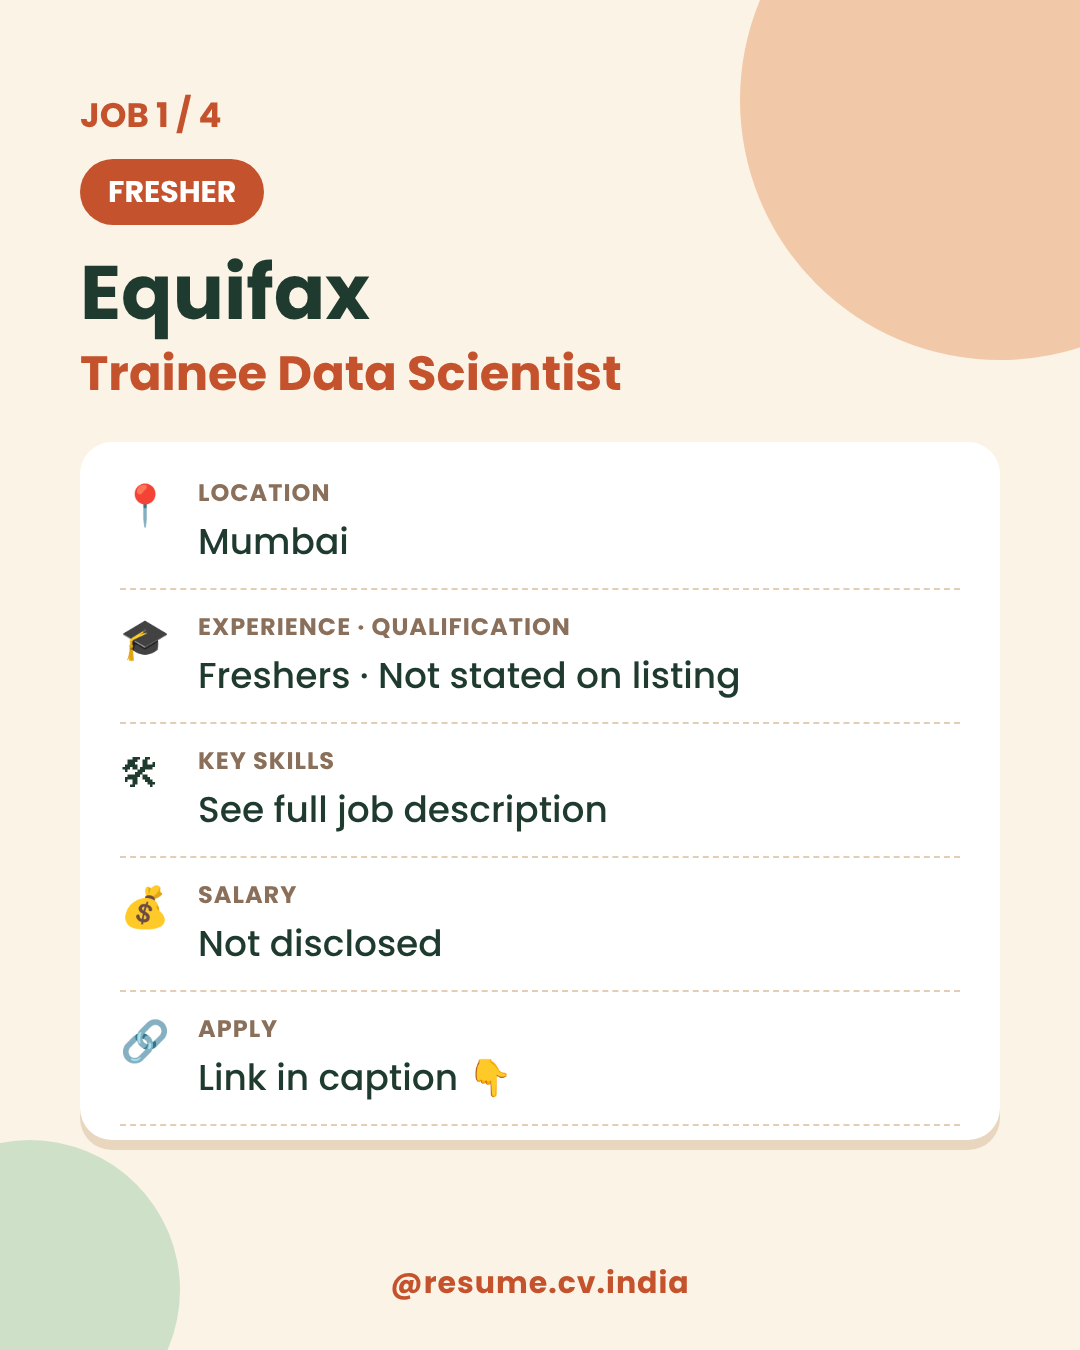 JOB 1 / 4
FRESHER
Equifax
Trainee Data Scientist
LOCATION
Mumbai
EXPERIENCE · QUALIFICATION
Freshers · Not stated on listing
KEY SKILLS
See full job description
SALARY
Not disclosed
APPLY
Link in caption 👇
@resume.cv.india